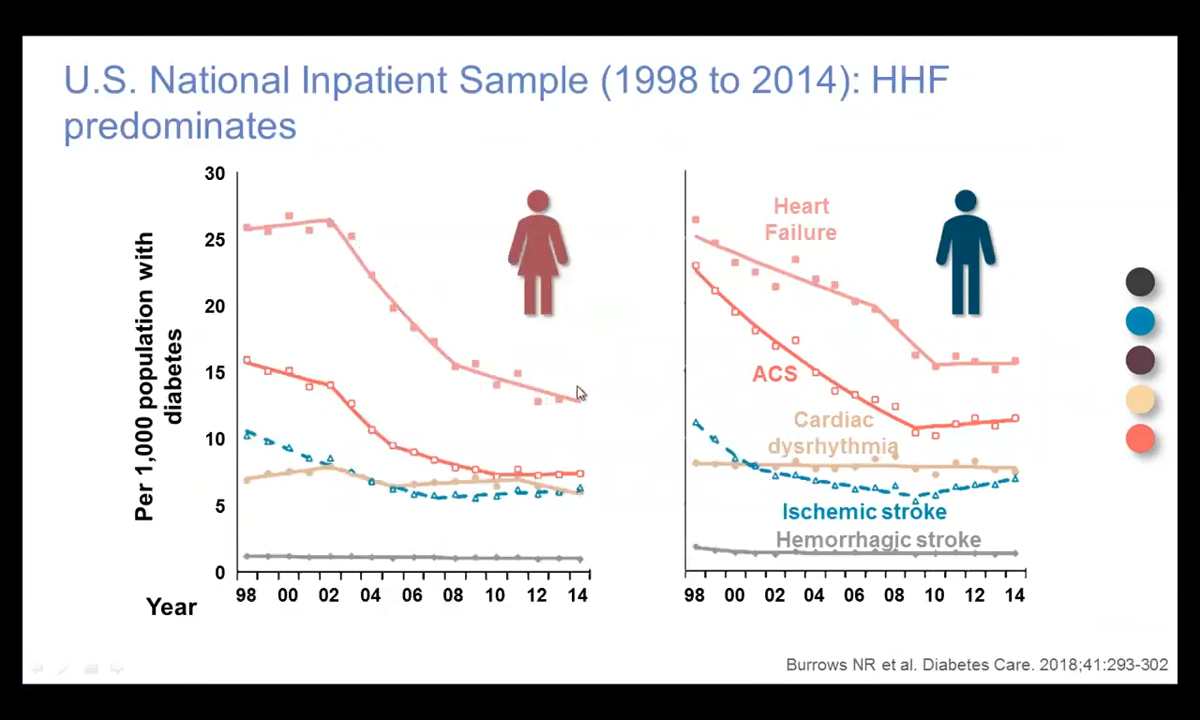 U.S. National Inpatient Sample (1998 to 2014): HHF
predominates
Per 1,000 population with
diabetes
30
25
20
15
10
5
0
98 00 02 04 06 08 10 12 14
Year
Heart
Failure
ACS
Cardiac
dysrhythmia
Ischemic stroke
Hemorrhagic stroke
98 00 02 04 06 08 10 12 14
Burrows NR et al. Diabetes Care. 2018;41:293-302